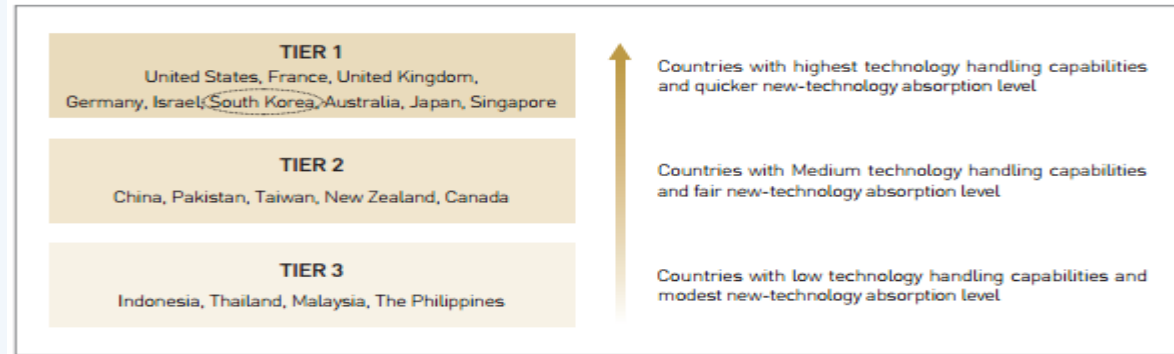 TIER 1
United States, France, United Kingdom,
Germany, Israel, South Korea, Australia, Japan, Singapore
Countries with highest technology handling capabilities
and quicker new-technology absorption level
TIER 2
China, Pakistan, Taiwan, New Zealand, Canada
Countries with Medium technology handling capabilities
and fair new-technology absorption level
TIER 3
Indonesia, Thailand, Malaysia, The Philippines
Countries with low technology handling capabilities and
modest new-technology absorption level